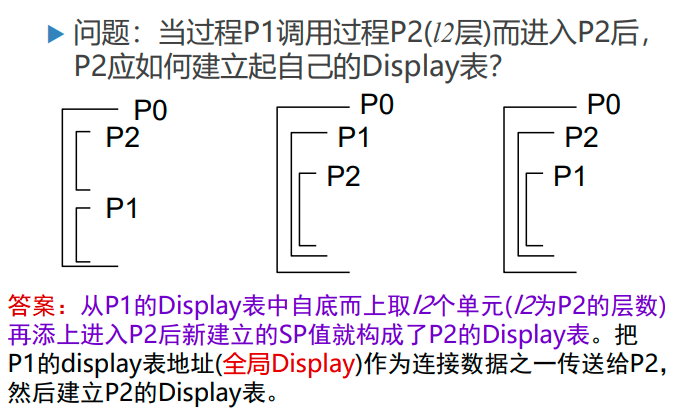 ▶ 问题：当过程P1调用过程P2(l2层)而进入P2后，
P2应如何建立起自己的Display表？
P0
P2
P1
P0
P1
P2
P0
P2
P1
答案：从P1的Display表中自底而上取l2个单元(l2为P2的层数)
再添上进入P2后新建立的SP值就构成了P2的Display表。把
P1的display表地址(全局Display)作为连接数据之一传送给P2，
然后建立P2的Display表。